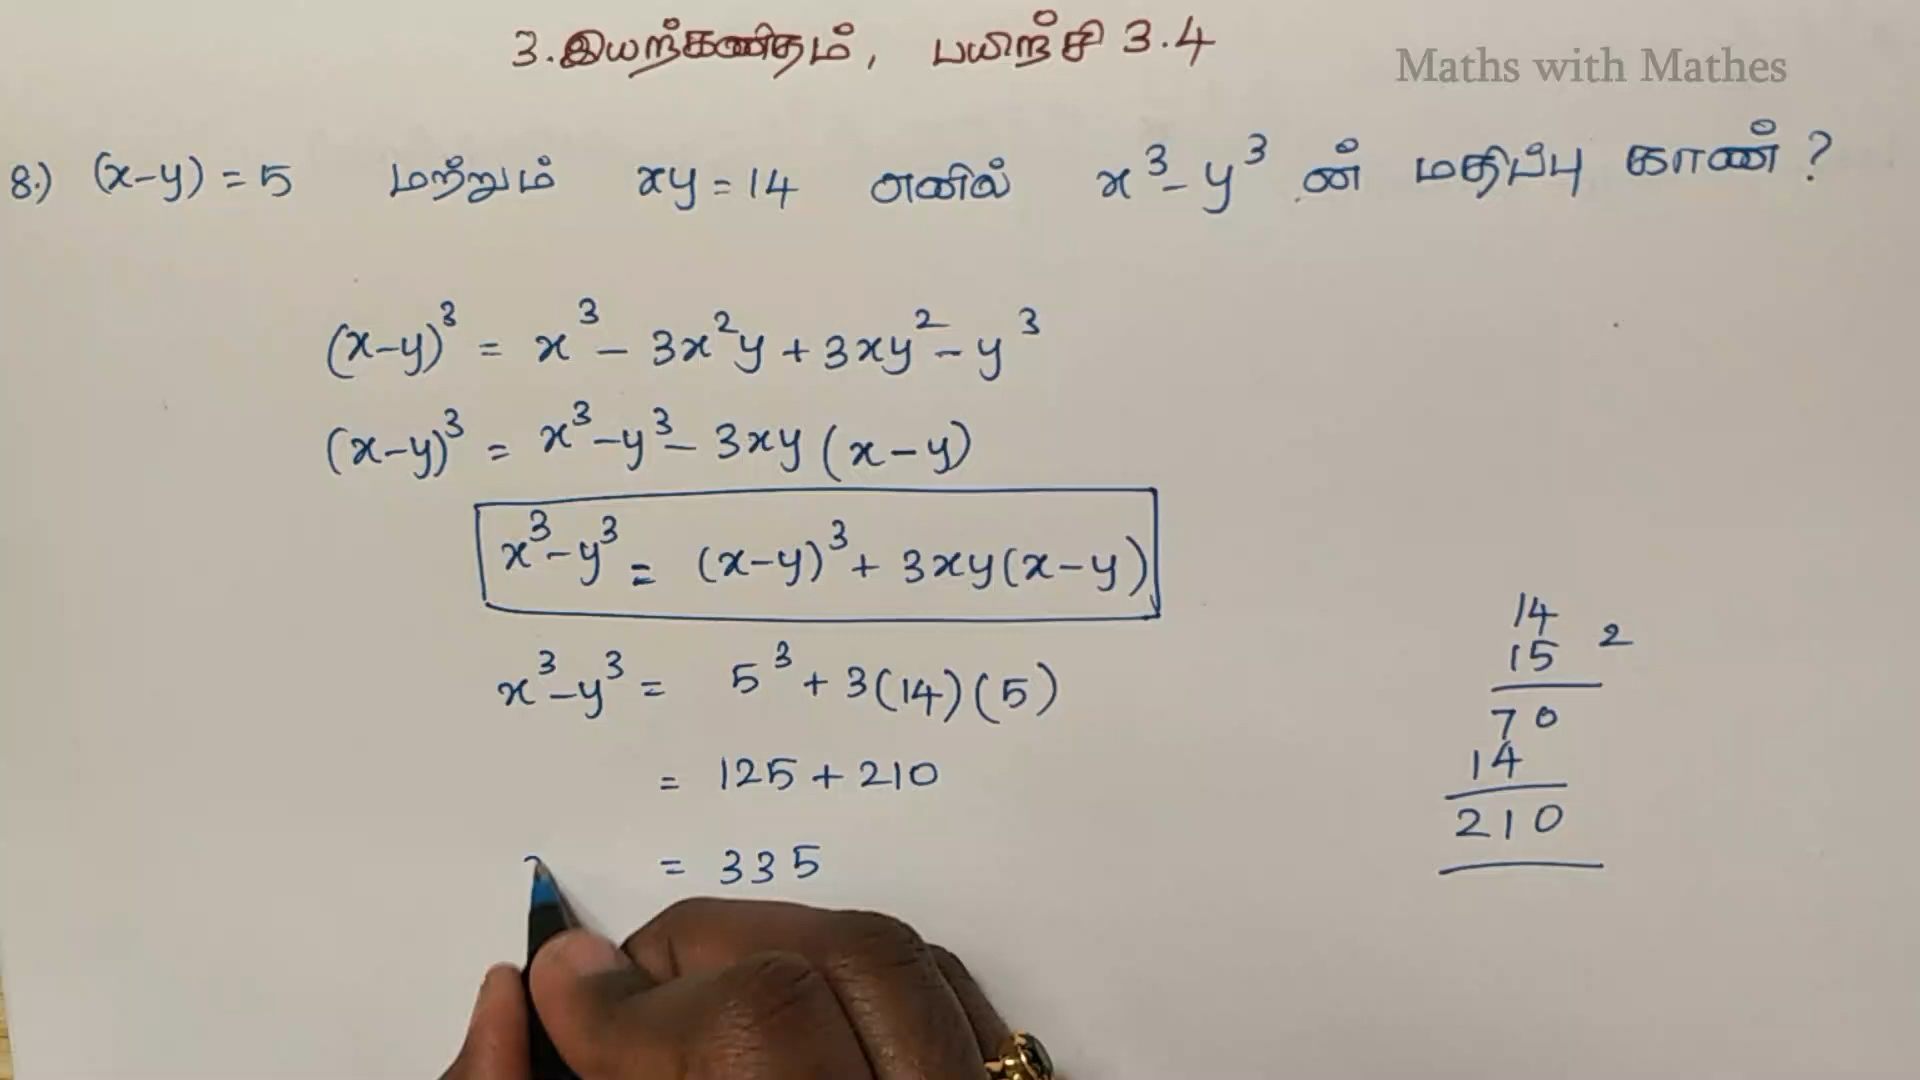 3. இயற்கணிதம், பயிற்சி 3.4
Maths with Mathes
8.) (x-y) = 5 மற்றும் xy = 14 எனில் x³-y³ ன் மதிப்பு காண் ?
(x-y)³ = x³ - 3x²y + 3xy² - y³
(x-y)³ = x³-y³ - 3xy (x-y)
x³-y³ = (x-y)³ + 3xy(x-y)
x³-y³ = 5³ + 3(14)(5)
= 125 + 210
= 335
14
15 2
70
14
210